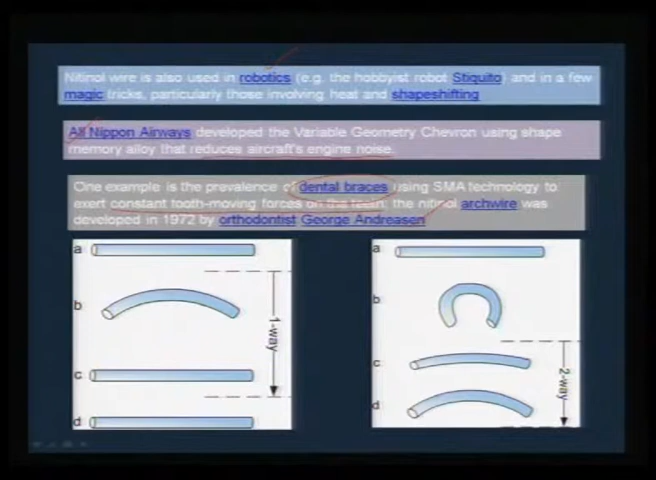 Nitinol wire is also used in robotics (e.g. the hobbyist robot Stiquito) and in a few
magic tricks, particularly those involving heat and shapeshifting
All Nippon Airways developed the Variable Geometry Chevron using shape
memory alloy that reduces aircraft's engine noise.
One example is the prevalence of dental braces using SMA technology to
exert constant tooth-moving forces on the teeth; the nitinol archwire was
developed in 1972 by orthodontist George Andreasen
a
b
c
d
1-way
a
b
c
d
2-way